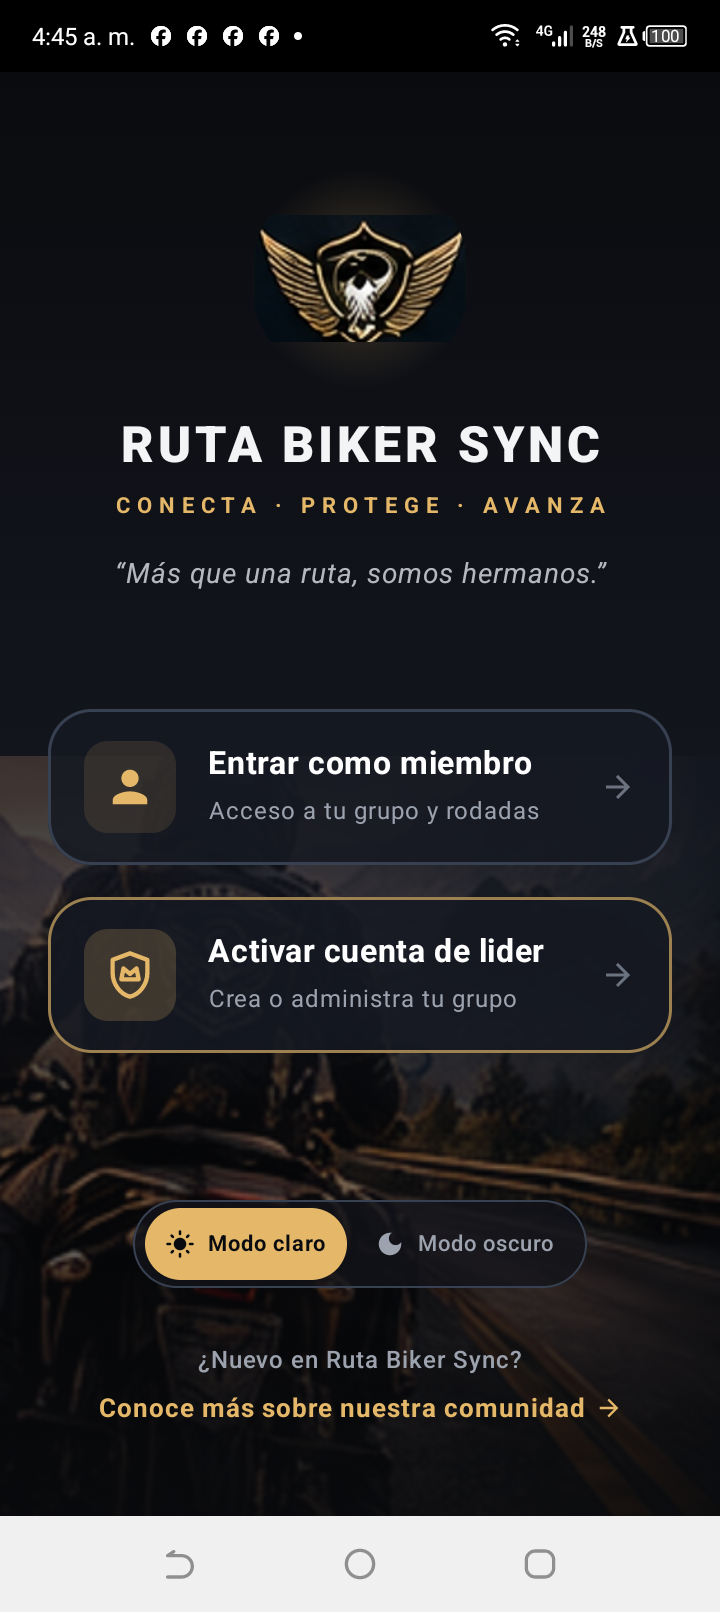 4:45 a. m.
4G
248
B/S
100
RUTA BIKER SYNC
CONECTA · PROTEGE · AVANZA
“Más que una ruta, somos hermanos.”
Entrar como miembro
Acceso a tu grupo y rodadas
Activar cuenta de lider
Crea o administra tu grupo
Modo claro
Modo oscuro
¿Nuevo en Ruta Biker Sync?
Conoce más sobre nuestra comunidad →